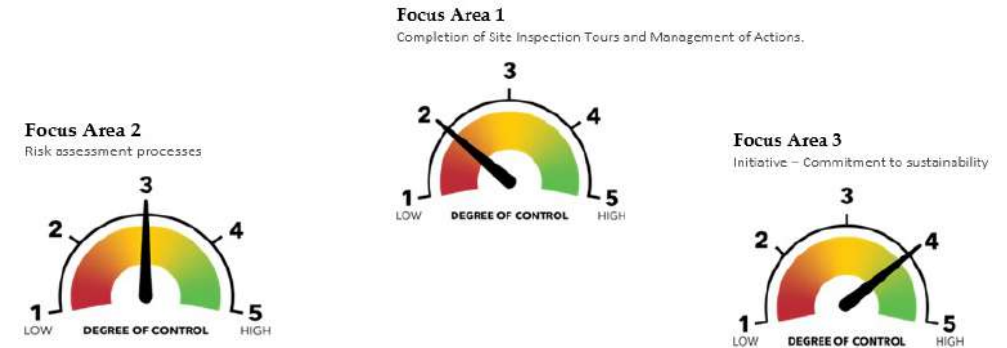 Focus Area 1
Completion of Site Inspection Tours and Management of Actions.
3
2
4
1
5
LOW
DEGREE OF CONTROL
HIGH
Focus Area 2
Risk assessment processes
3
2
4
1
5
LOW
DEGREE OF CONTROL
HIGH
Focus Area 3
Initiative – Commitment to sustainability
3
2
4
1
5
LOW
DEGREE OF CONTROL
HIGH